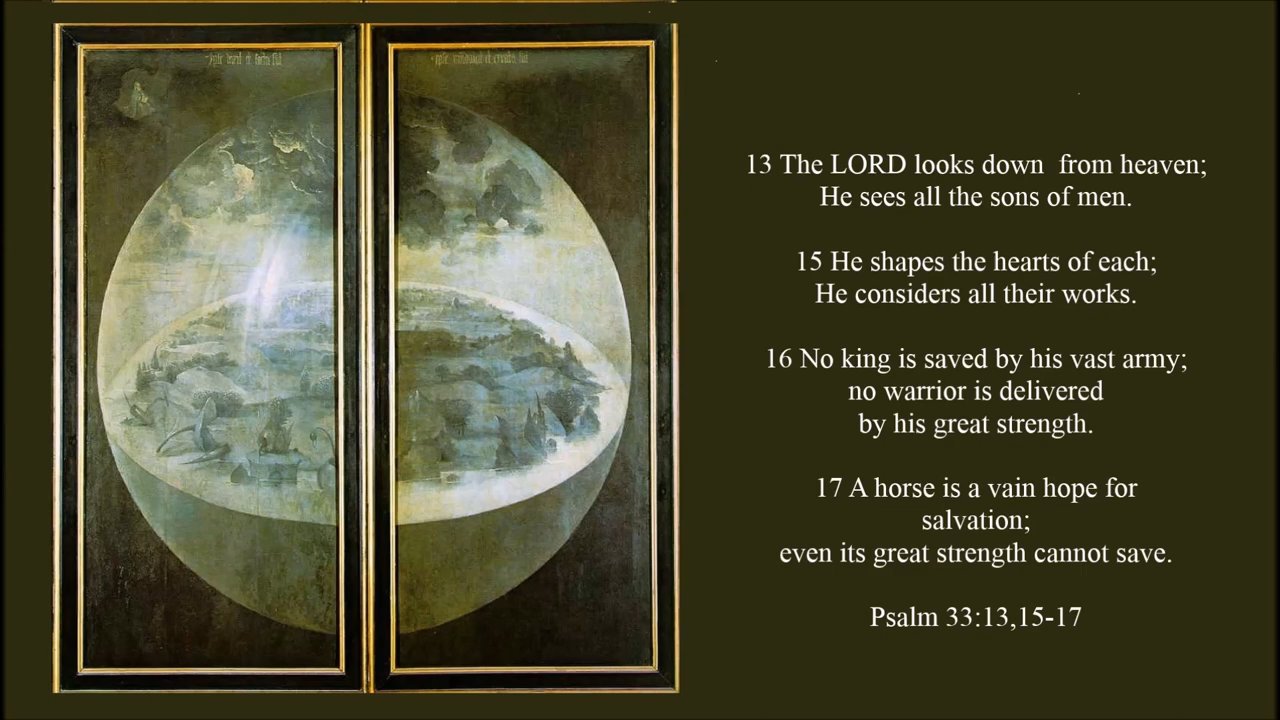 13 The LORD looks down  from heaven;
He sees all the sons of men.
15 He shapes the hearts of each;
He considers all their works.
16 No king is saved by his vast army;
no warrior is delivered
by his great strength.
17 A horse is a vain hope for
salvation;
even its great strength cannot save.
Psalm 33:13,15-17